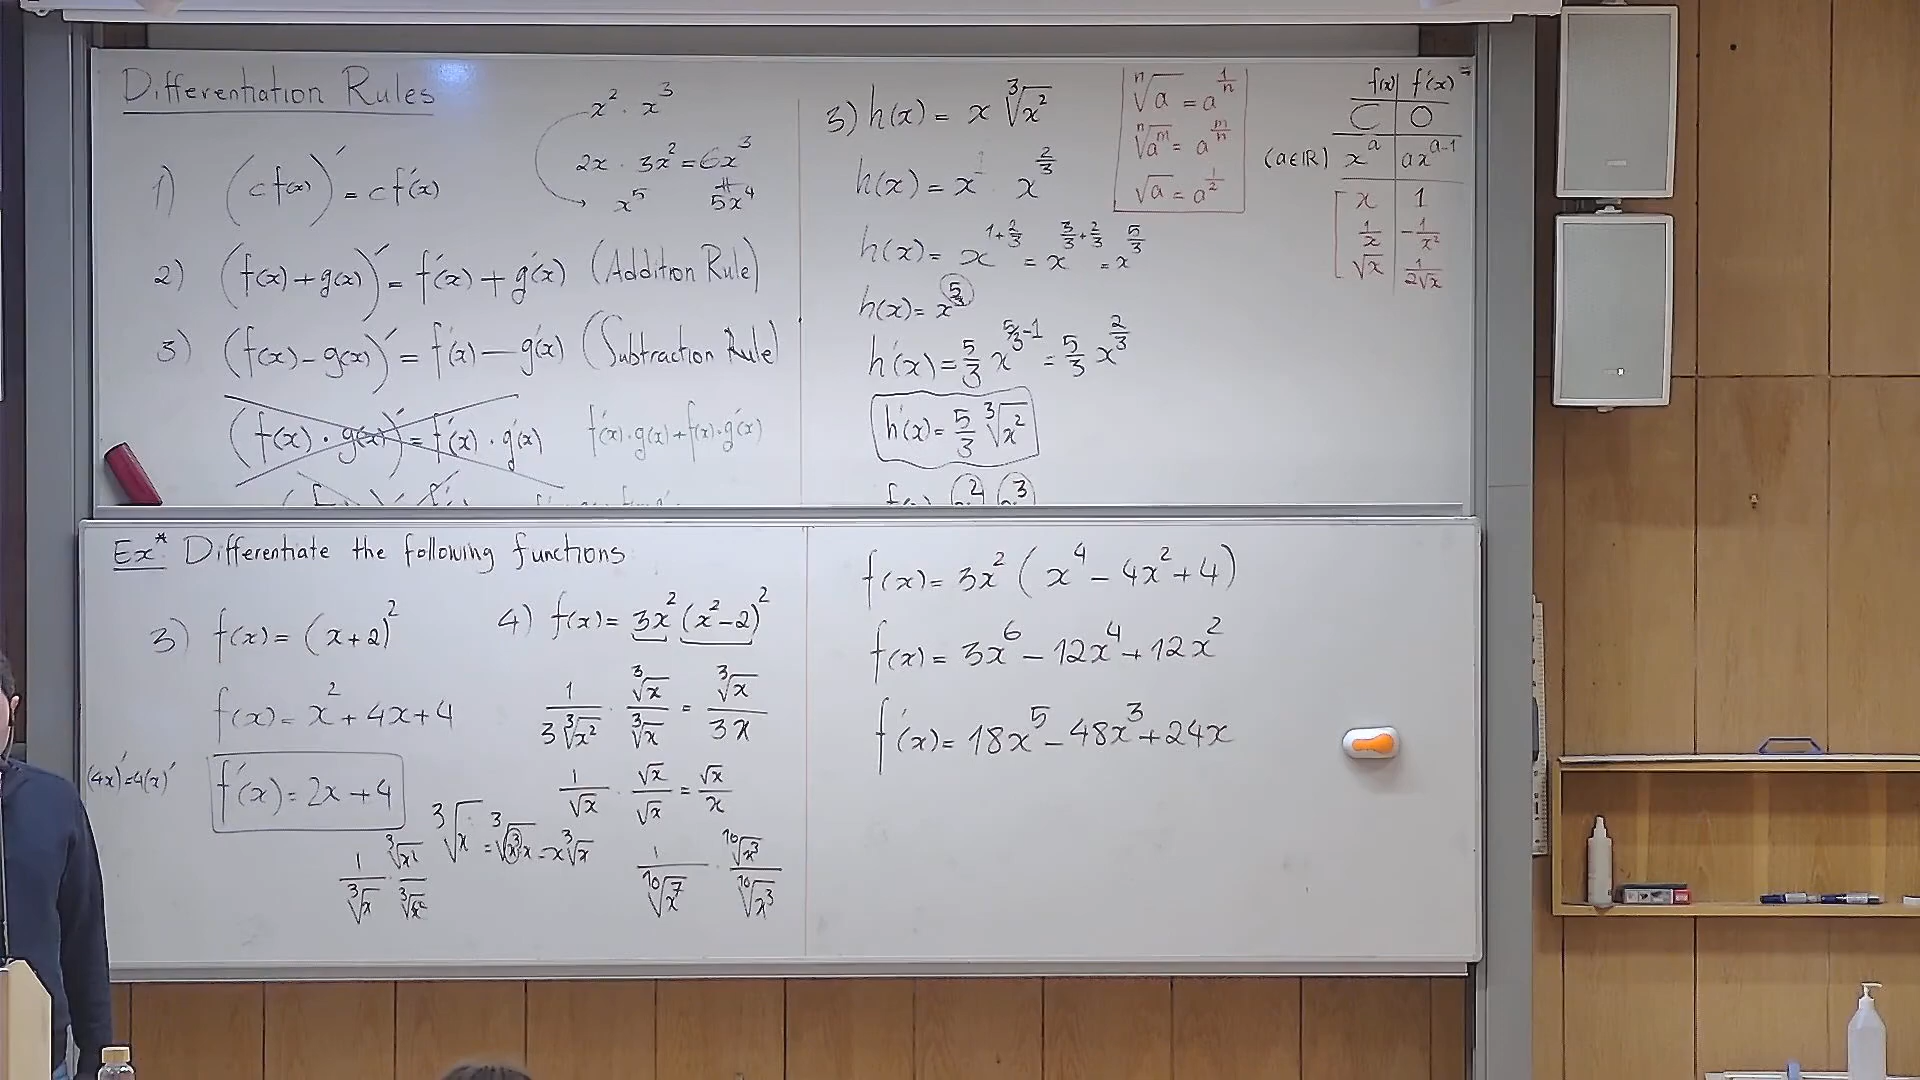 Differentiation Rules
x² · x³
2x · 3x² = 6x³
x⁵ ≠ 5x⁴
1) (c f(x))′ = c f′(x)
2) (f(x) + g(x))′ = f′(x) + g′(x) (Addition Rule)
3) (f(x) − g(x))′ = f′(x) − g′(x) (Subtraction Rule)
(f(x) · g(x))′ = f′(x) · g′(x) f′(x)·g(x)+f(x)·g′(x)
3) h(x) = x ∛x²
h(x) = x¹ x^(2/3)
h(x) = x^(1+2/3) = x^(3/3+2/3) = x^(5/3)
h(x) = x^(5/3)
h′(x) = 5/3 x^(5/3−1) = 5/3 x^(2/3)
h′(x) = 5/3 ∛x²
ⁿ√a = a^(1/n)
ⁿ√a^m = a^(m/n)
√a = a^(1/2)
f(x) f′(x)
C 0
(a∈ℝ) x^a ax^(a-1)
x 1
1/x −1/x²
√x 1/(2√x)
Ex* Differentiate the following functions
3) f(x) = (x+2)²
f(x) = x² + 4x + 4
(4x)′=4(x)′
f′(x) = 2x + 4
1/∛x · ∛x²/∛x²
∛x = ∛(x³·x) = x∛x
4) f(x) = 3x² (x²−2)²
1/(3∛x²) · ∛x/∛x = ∛x/(3x)
1/√x · √x/√x = √x/x
1/¹⁰√x⁷ · ¹⁰√x³/¹⁰√x³
f(x) = 3x² (x⁴ − 4x² + 4)
f(x) = 3x⁶ − 12x⁴ + 12x²
f′(x) = 18x⁵ − 48x³ + 24x